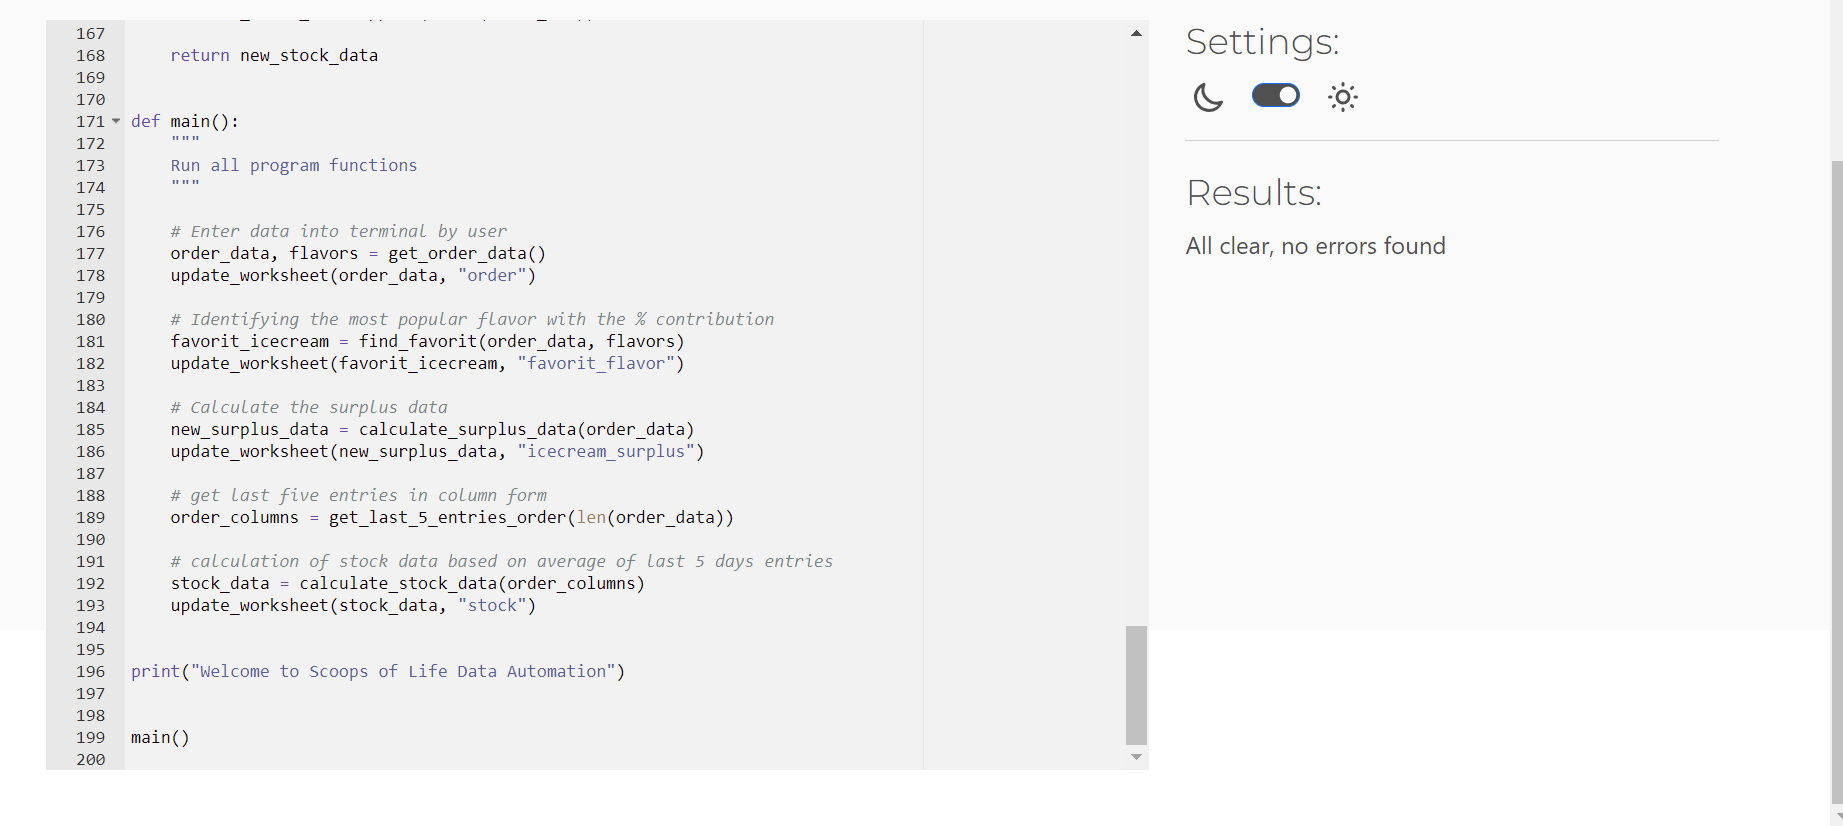 167
168     return new_stock_data
169
170
171 def main():
172     """
173     Run all program functions
174     """
175
176     # Enter data into terminal by user
177     order_data, flavors = get_order_data()
178     update_worksheet(order_data, "order")
179
180     # Identifying the most popular flavor with the % contribution
181     favorit_icecream = find_favorit(order_data, flavors)
182     update_worksheet(favorit_icecream, "favorit_flavor")
183
184     # Calculate the surplus data
185     new_surplus_data = calculate_surplus_data(order_data)
186     update_worksheet(new_surplus_data, "icecream_surplus")
187
188     # get last five entries in column form
189     order_columns = get_last_5_entries_order(len(order_data))
190
191     # calculation of stock data based on average of last 5 days entries
192     stock_data = calculate_stock_data(order_columns)
193     update_worksheet(stock_data, "stock")
194
195
196 print("Welcome to Scoops of Life Data Automation")
197
198
199 main()
200
Settings:
Results:
All clear, no errors found